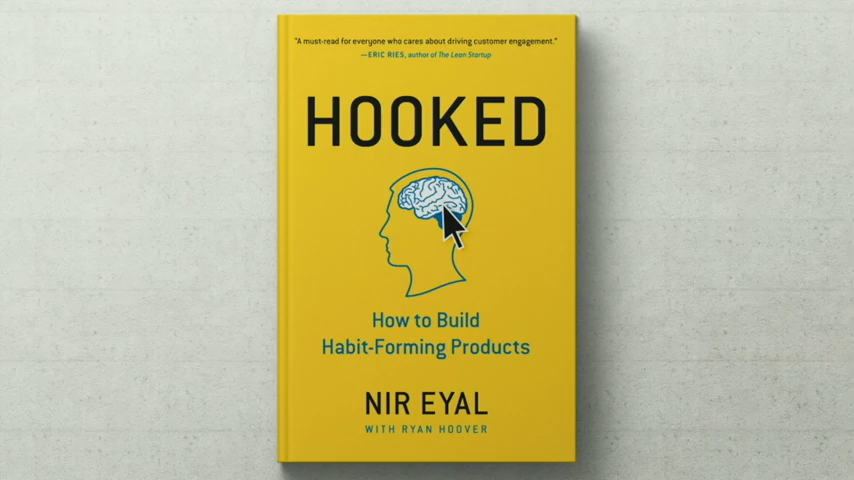 "A must-read for everyone who cares about driving customer engagement."
—ERIC RIES, author of The Lean Startup
HOOKED
How to Build
Habit-Forming Products
NIR EYAL
WITH RYAN HOOVER